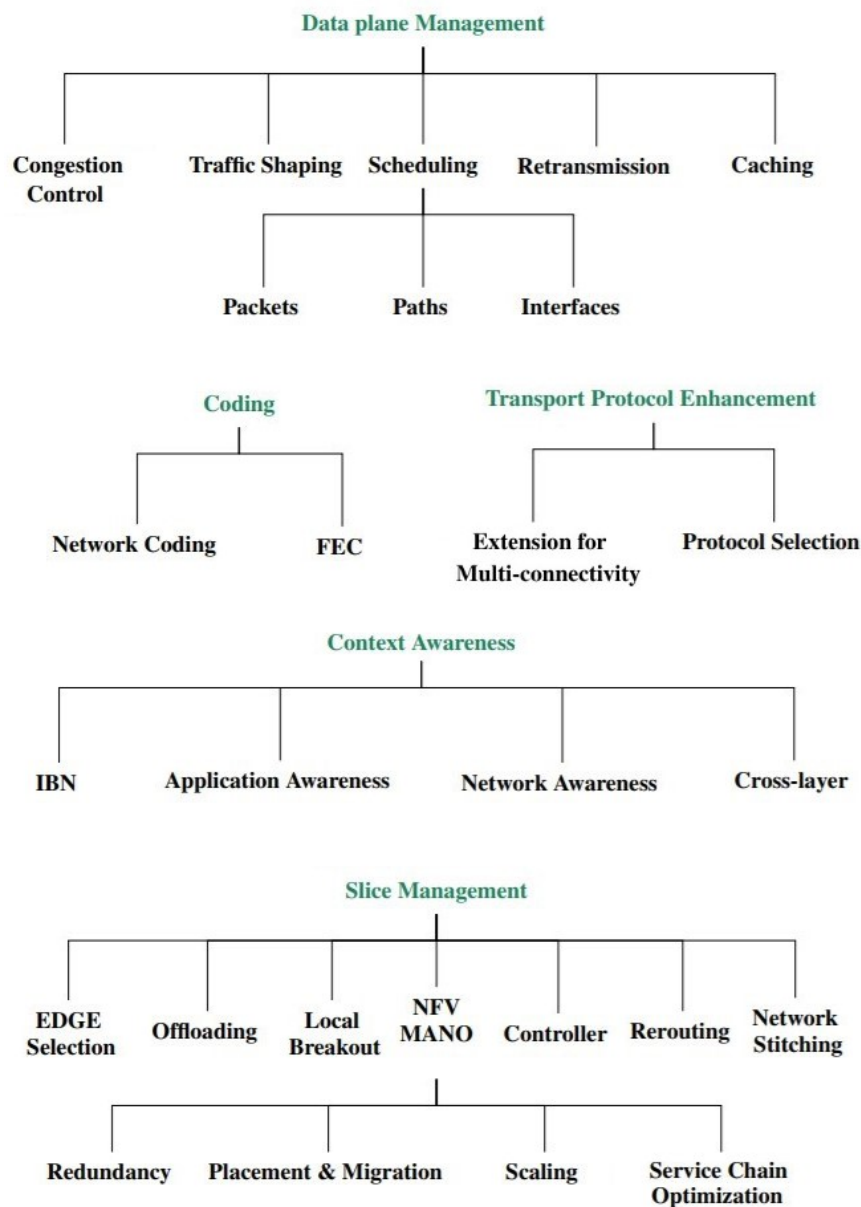 Data plane Management
Congestion Control
Traffic Shaping
Scheduling
Retransmission
Caching
Packets
Paths
Interfaces
Coding
Transport Protocol Enhancement
Network Coding
FEC
Extension for
Multi-connectivity
Protocol Selection
Context Awareness
IBN
Application Awareness
Network Awareness
Cross-layer
Slice Management
EDGE
Selection
Offloading
Local
Breakout
NFV
MANO
Controller
Rerouting
Network
Stitching
Redundancy
Placement & Migration
Scaling
Service Chain
Optimization